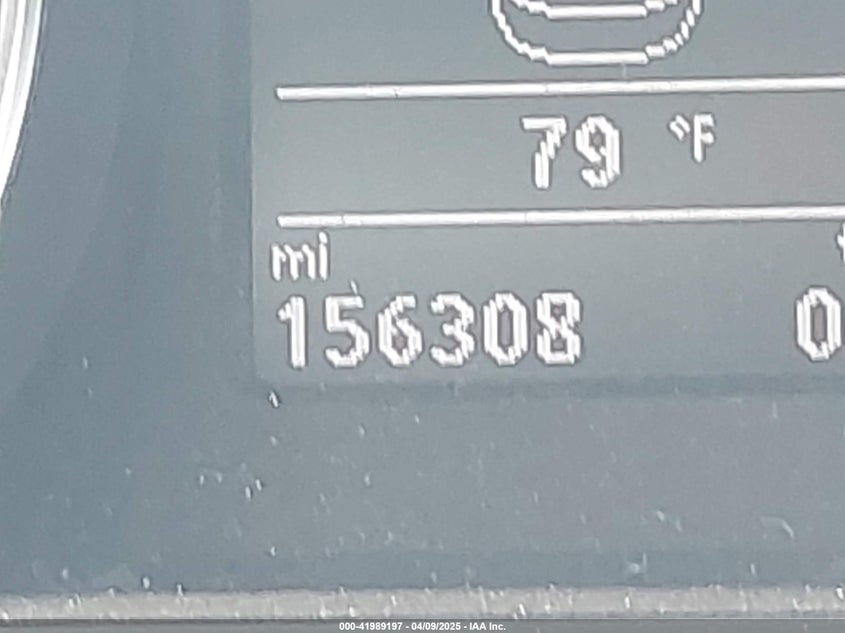 79 °F
mi
156308 0
000-41989197 - 04/09/2025 - IAA Inc.